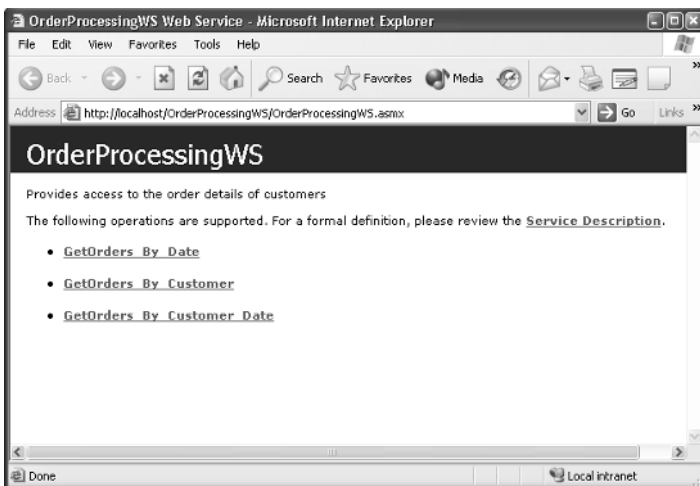 OrderProcessingWS Web Service - Microsoft Internet Explorer
File Edit View Favorites Tools Help
Back Search Favorites Media
Address http://localhost/OrderProcessingWS/OrderProcessingWS.asmx Go Links
OrderProcessingWS
Provides access to the order details of customers
The following operations are supported. For a formal definition, please review the Service Description.
• GetOrders_By_Date
• GetOrders_By_Customer
• GetOrders_By_Customer_Date
Done Local intranet